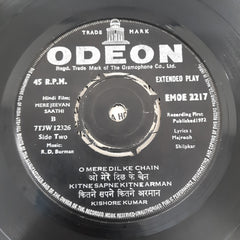 TRADE MARK
ODEON
Regd. Trade Mark of The Gramophone Co., Ltd.
45 R.P.M.
EXTENDED PLAY
Hindi Film:
MERE JEEVAN
SAATHI
B
7TJW 12326
Side Two
Music:
R. D. Burman
EMOE 2217
Recording First
Published 1972
Lyrics:
Majrooh
Shilpkar
O MERE DIL KE CHAIN
ओ मेरे दिल के चैन
KITNE SAPNE KITNE ARMAN
कितने सपने कितने अरमान
KISHORE KUMAR